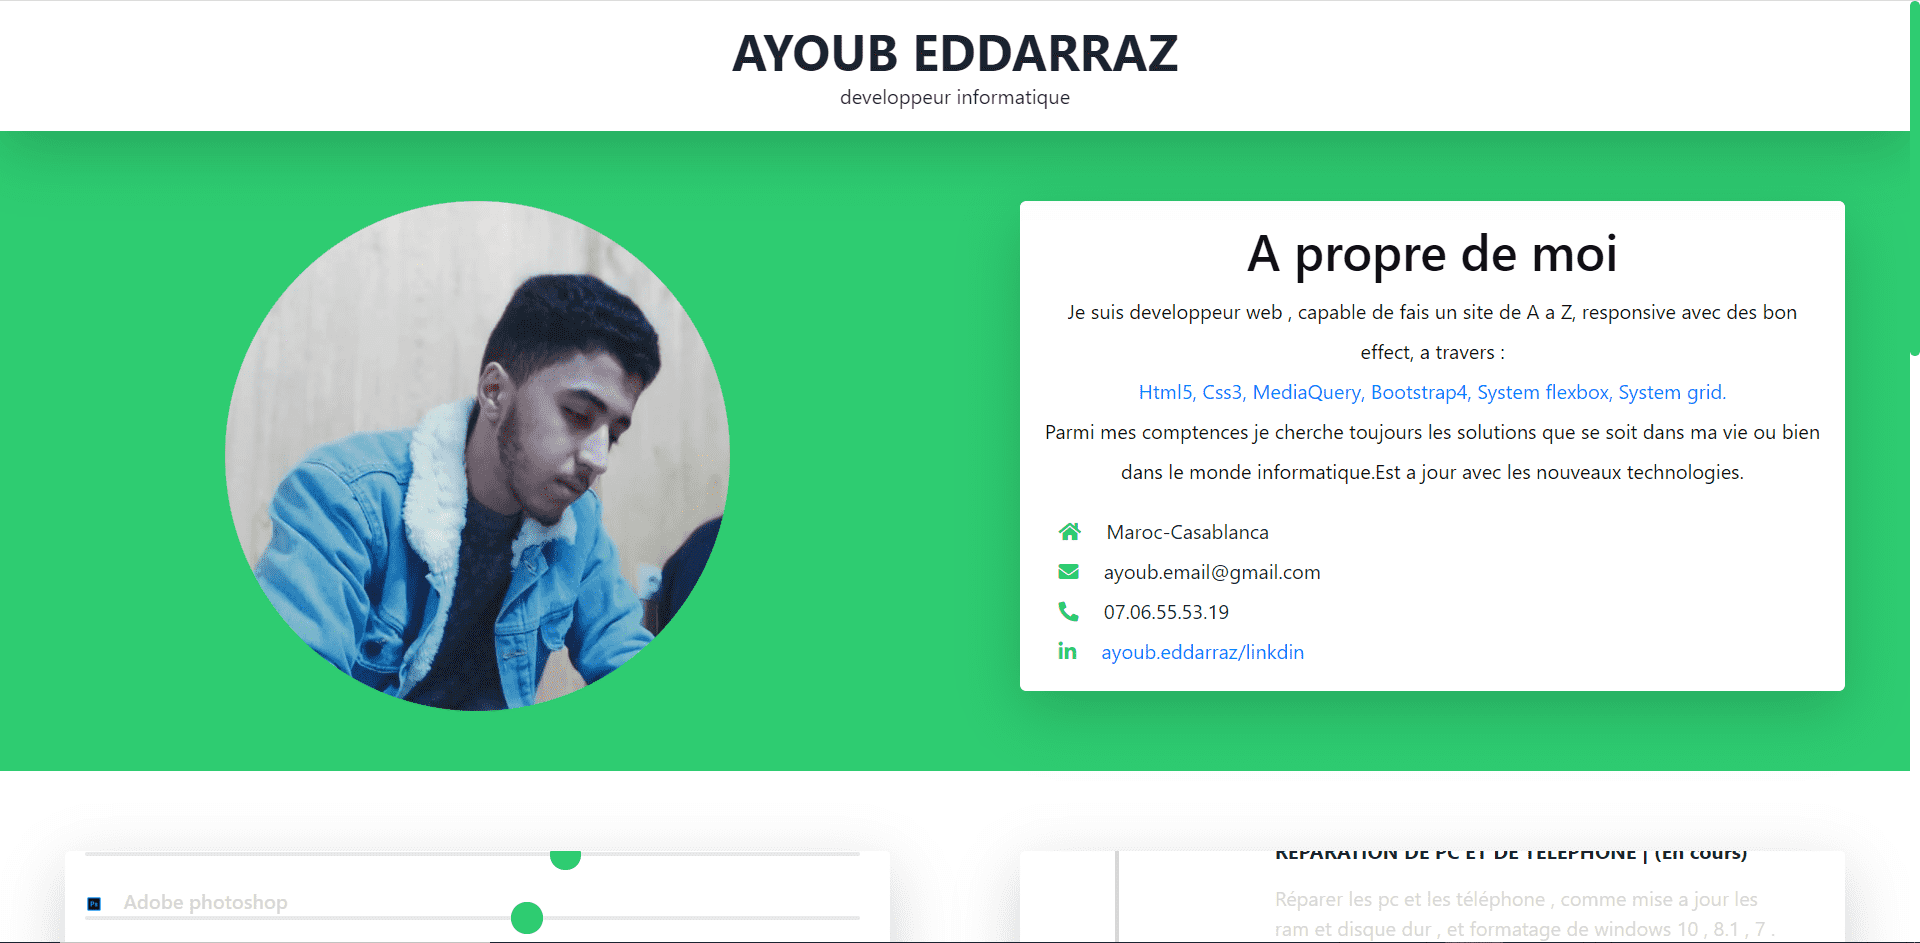 AYOUB EDDARRAZ
developpeur informatique
A propre de moi
Je suis developpeur web , capable de fais un site de A a Z, responsive avec des bon
effect, a travers :
Html5, Css3, MediaQuery, Bootstrap4, System flexbox, System grid.
Parmi mes comptences je cherche toujours les solutions que se soit dans ma vie ou bien
dans le monde informatique.Est a jour avec les nouveaux technologies.
Maroc-Casablanca
ayoub.email@gmail.com
07.06.55.53.19
ayoub.eddarraz/linkdin
Ps
Adobe photoshop
REPARATION DE PC ET DE TELEPHONE | (En cours)
Réparer les pc et les téléphone , comme mise a jour les
ram et disque dur , et formatage de windows 10 , 8.1 , 7 .